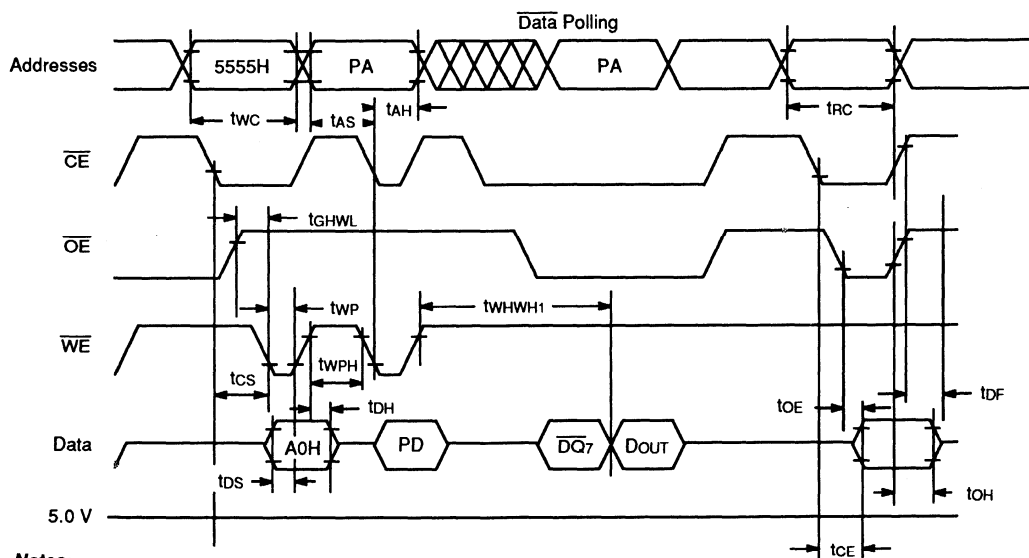 Data Polling
Addresses
5555H
PA
PA
tWC
tAS
tAH
tRC
CE
tGHWL
OE
tWP
tWHWH1
WE
tCS
tWPH
tDH
tOE
tDF
Data
A0H
PD
DQ7
DOUT
tDS
tOH
5.0 V
tCE